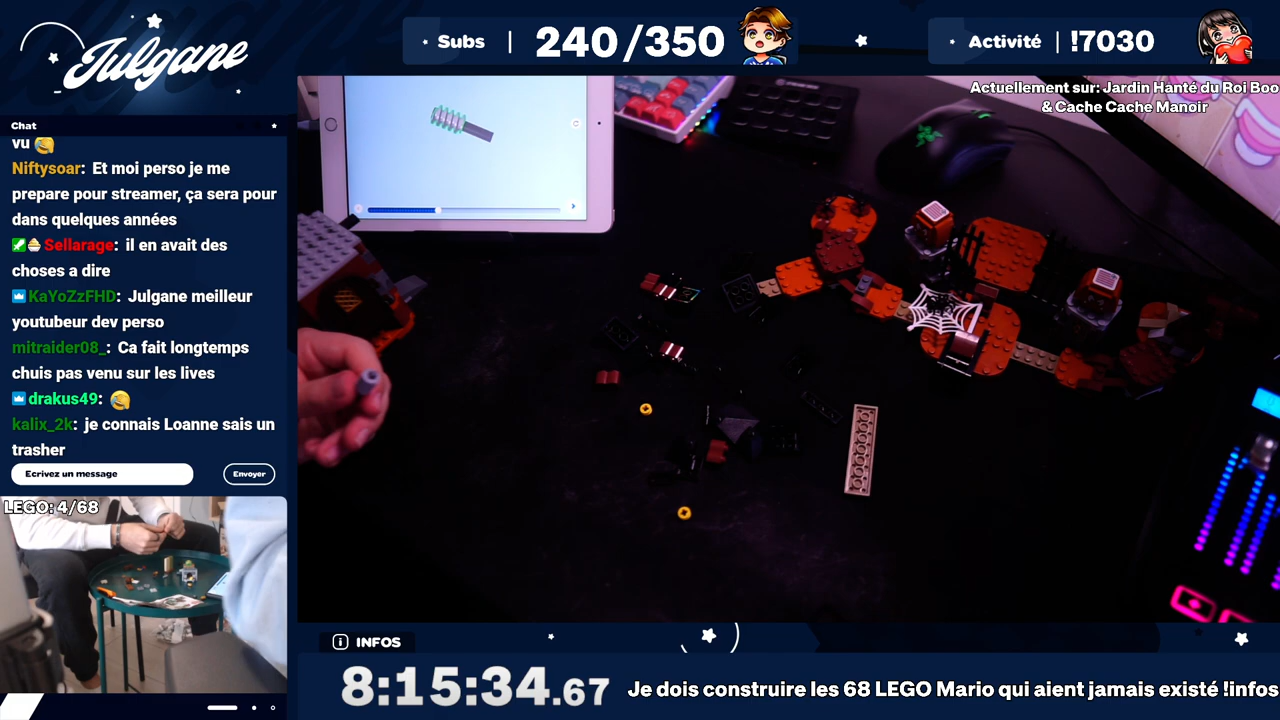 Julgane
Subs | 240/350
Activité | !7030
Actuellement sur: Jardin Hanté du Roi Boo
& Cache Cache Manoir
Chat
vu
Niftysoar: Et moi perso je me
prepare pour streamer, ça sera pour
dans quelques années
Sellarage: il en avait des
choses a dire
KaYoZzFHD: Julgane meilleur
youtubeur dev perso
mitraider08_: Ca fait longtemps
chuis pas venu sur les lives
drakus49:
kalix_2k: je connais Loanne sais un
trasher
Ecrivez un message
Envoyer
LEGO: 4/68
INFOS
8:15:34.67
Je dois construire les 68 LEGO Mario qui aient jamais existé !infos